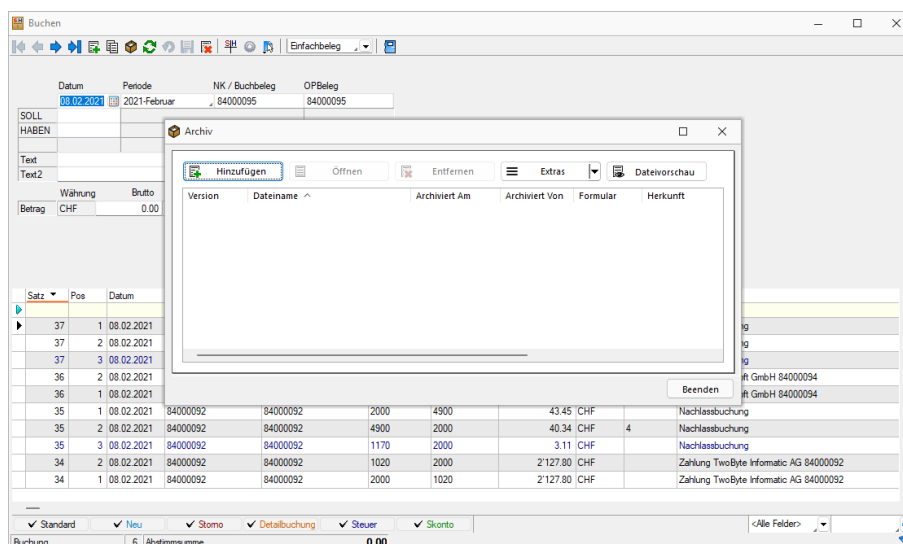 Buchen
Einfachbeleg
Datum Periode NK / Buchbeleg OPBeleg
08.02.2021 2021-Februar 84000095 84000095
SOLL
HABEN
Text
Text2
Währung Brutto
Betrag CHF 0.00
Archiv
Hinzufügen Öffnen Entfernen Extras Dateivorschau
Version Dateiname Archiviert Am Archiviert Von Formular Herkunft
Beenden
Satz Pos Datum
37 1 08.02.2021
37 2 08.02.2021
37 3 08.02.2021
36 2 08.02.2021 GmbH 84000094
36 1 08.02.2021 GmbH 84000094
35 1 08.02.2021 84000092 84000092 2000 4900 43.45 CHF Nachlassbuchung
35 2 08.02.2021 84000092 84000092 4900 2000 40.34 CHF 4 Nachlassbuchung
35 3 08.02.2021 84000092 84000092 1170 2000 3.11 CHF Nachlassbuchung
34 2 08.02.2021 84000092 84000092 1020 2000 2'127.80 CHF Zahlung TwoByte Informatic AG 84000092
34 1 08.02.2021 84000092 84000092 2000 1020 2'127.80 CHF Zahlung TwoByte Informatic AG 84000092
Standard Neu Storno Detailbuchung Steuer Skonto <Alle Felder>
Buchung 6 Abstimmsumme 0.00